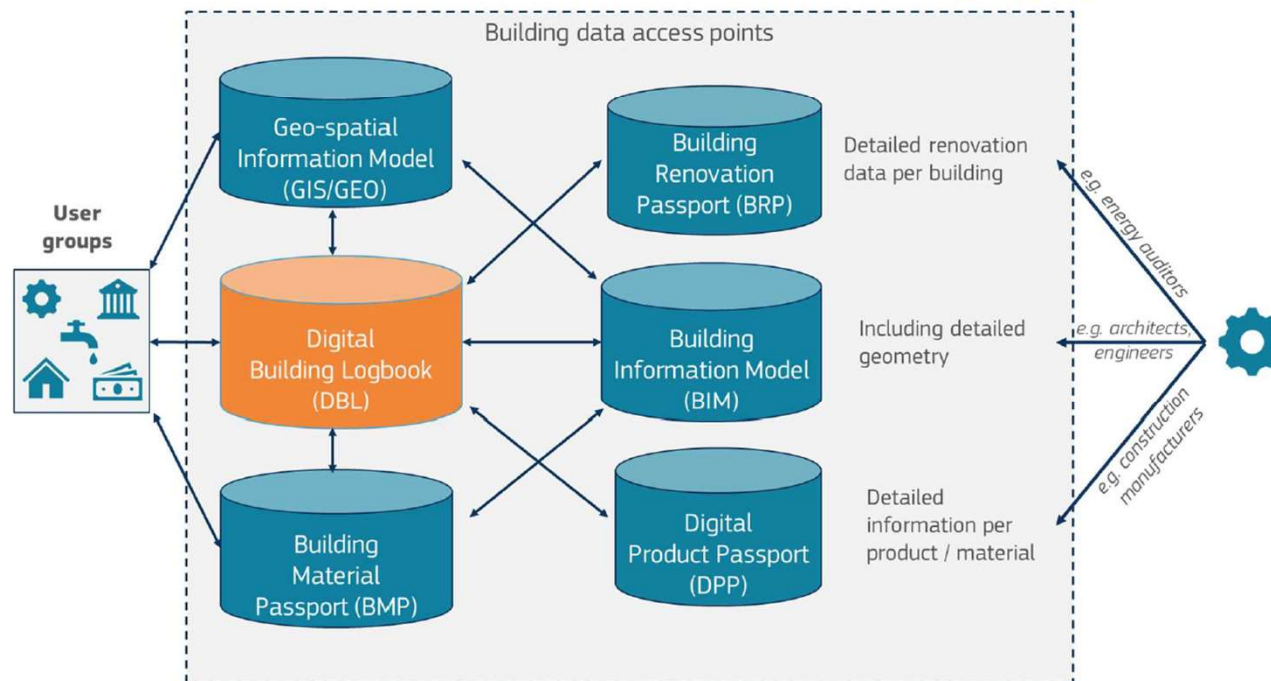 Building data access points
Geo-spatial
Information Model
(GIS/GEO)
Building
Renovation
Passport (BRP)
Detailed renovation
data per building
User
groups
e.g. energy auditors
Digital
Building Logbook
(DBL)
Building
Information Model
(BIM)
Including detailed
geometry
e.g. architects,
engineers
e.g. construction
manufacturers
Building
Material
Passport (BMP)
Digital
Product Passport
(DPP)
Detailed
information per
product / material